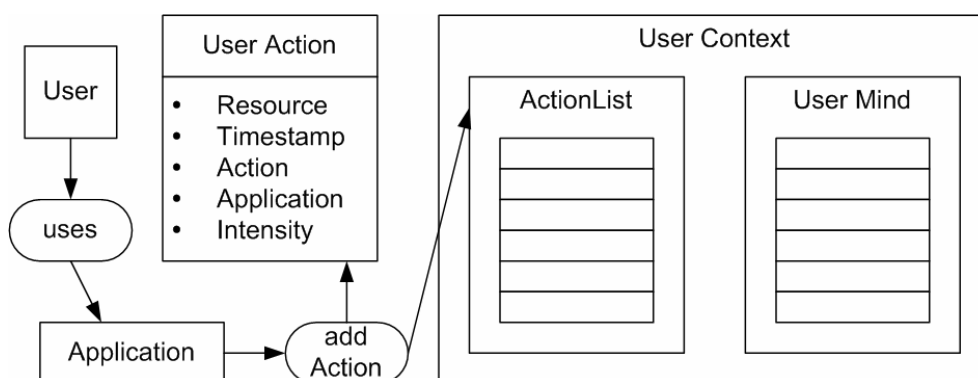 User
User Action
• Resource
• Timestamp
• Action
• Application
• Intensity
User Context
ActionList
User Mind
uses
Application
add
Action